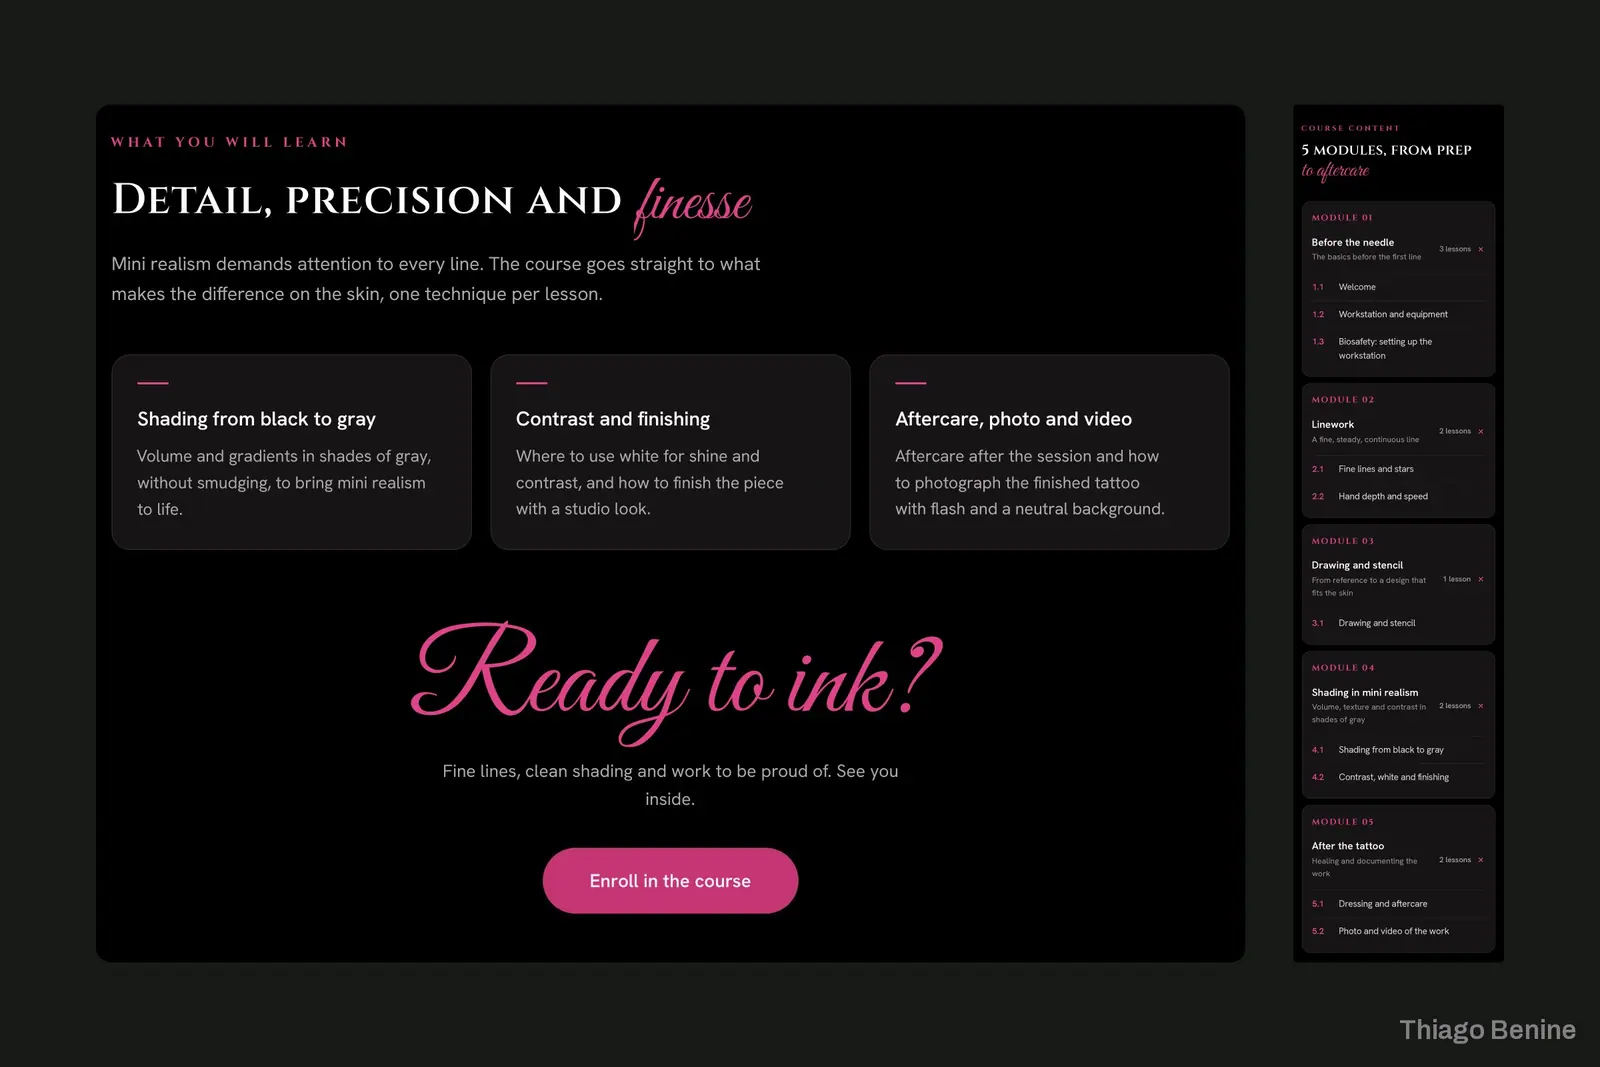 WHAT YOU WILL LEARN
DETAIL, PRECISION AND finesse
Mini realism demands attention to every line. The course goes straight to what
makes the difference on the skin, one technique per lesson.
Shading from black to gray
Volume and gradients in shades of gray,
without smudging, to bring mini realism
to life.
Contrast and finishing
Where to use white for shine and
contrast, and how to finish the piece
with a studio look.
Aftercare, photo and video
Aftercare after the session and how
to photograph the finished tattoo
with flash and a neutral background.
Ready to ink?
Fine lines, clean shading and work to be proud of. See you
inside.
Enroll in the course
COURSE CONTENT
5 MODULES, FROM PREP
to aftercare
MODULE 01
Before the needle
The basics before the first line
3 lessons ×
1.1 Welcome
1.2 Workstation and equipment
1.3 Biosafety: setting up the
workstation
MODULE 02
Linework
A fine, steady, continuous line
2 lessons ×
2.1 Fine lines and stars
2.2 Hand depth and speed
MODULE 03
Drawing and stencil
From reference to a design that
fits the skin
1 lesson ×
3.1 Drawing and stencil
MODULE 04
Shading in mini realism
Volume, texture and contrast in
shades of gray
2 lessons ×
4.1 Shading from black to gray
4.2 Contrast, white and finishing
MODULE 05
After the tattoo
Healing and documenting the
work
2 lessons ×
5.1 Dressing and aftercare
5.2 Photo and video of the work
Thiago Benine